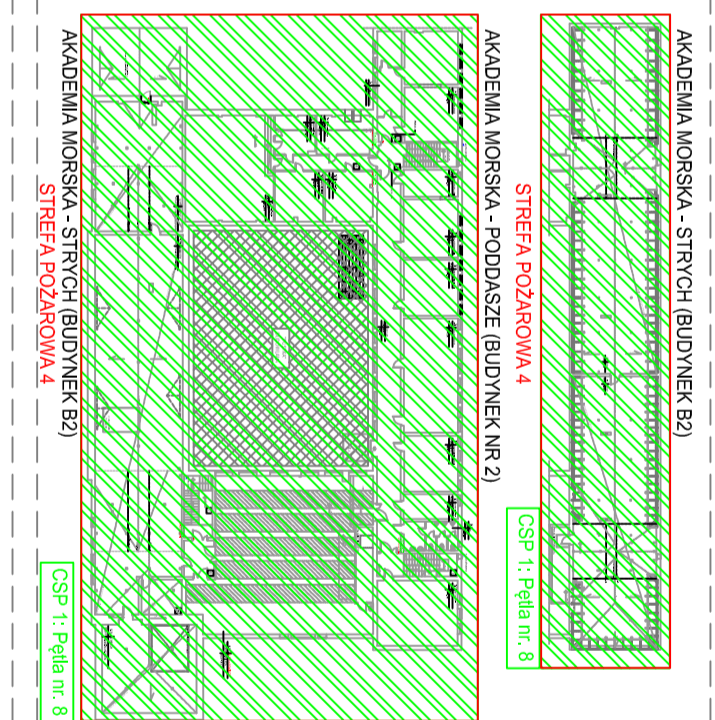 AKADEMIA MORSKA - STRYCH (BUDYNEK B2)
STREFA POŻAROWA 4
CSP 1: Pętla nr. 8
AKADEMIA MORSKA - PODDASZE (BUDYNEK NR 2)
STREFA POŻAROWA 4
AKADEMIA MORSKA - STRYCH (BUDYNEK B2)
CSP 1: Pętla nr. 8